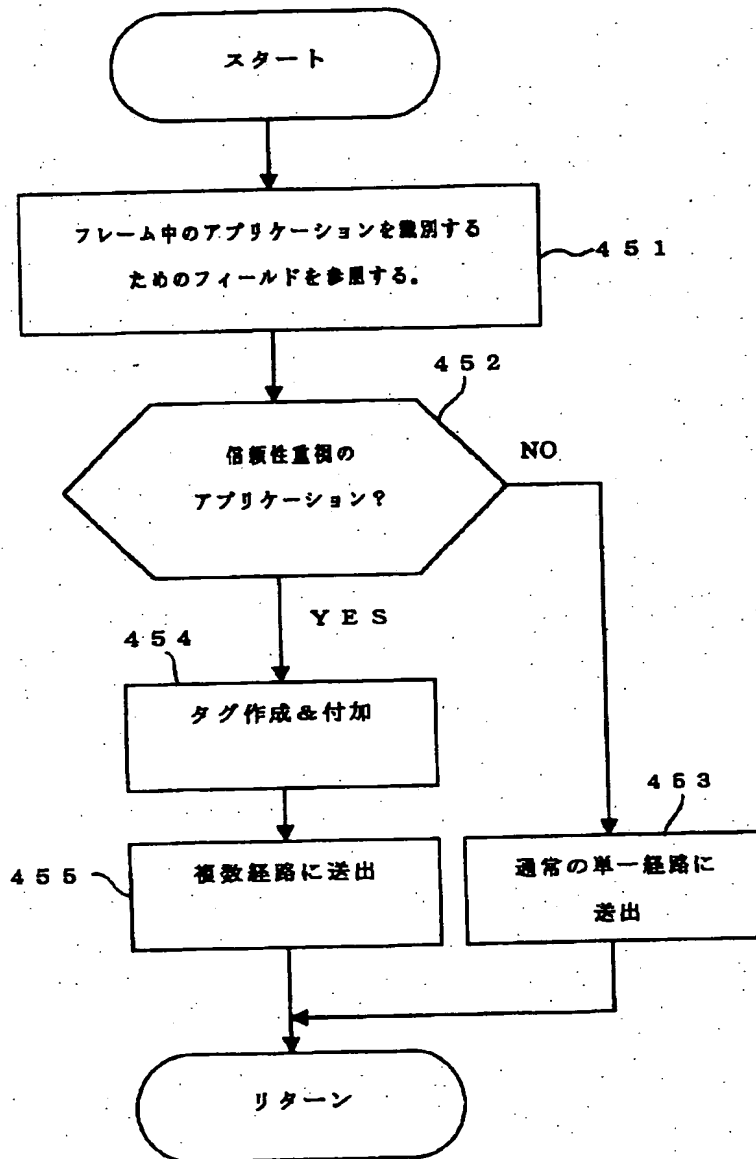 スタート
フレーム中のアプリケーションを識別する
ためのフィールドを参照する。
451
452
信頼性重視の
アプリケーション?
NO
YES
454
タグ作成&付加
453
455
複数経路に送出
通常の単一経路に
送出
リターン